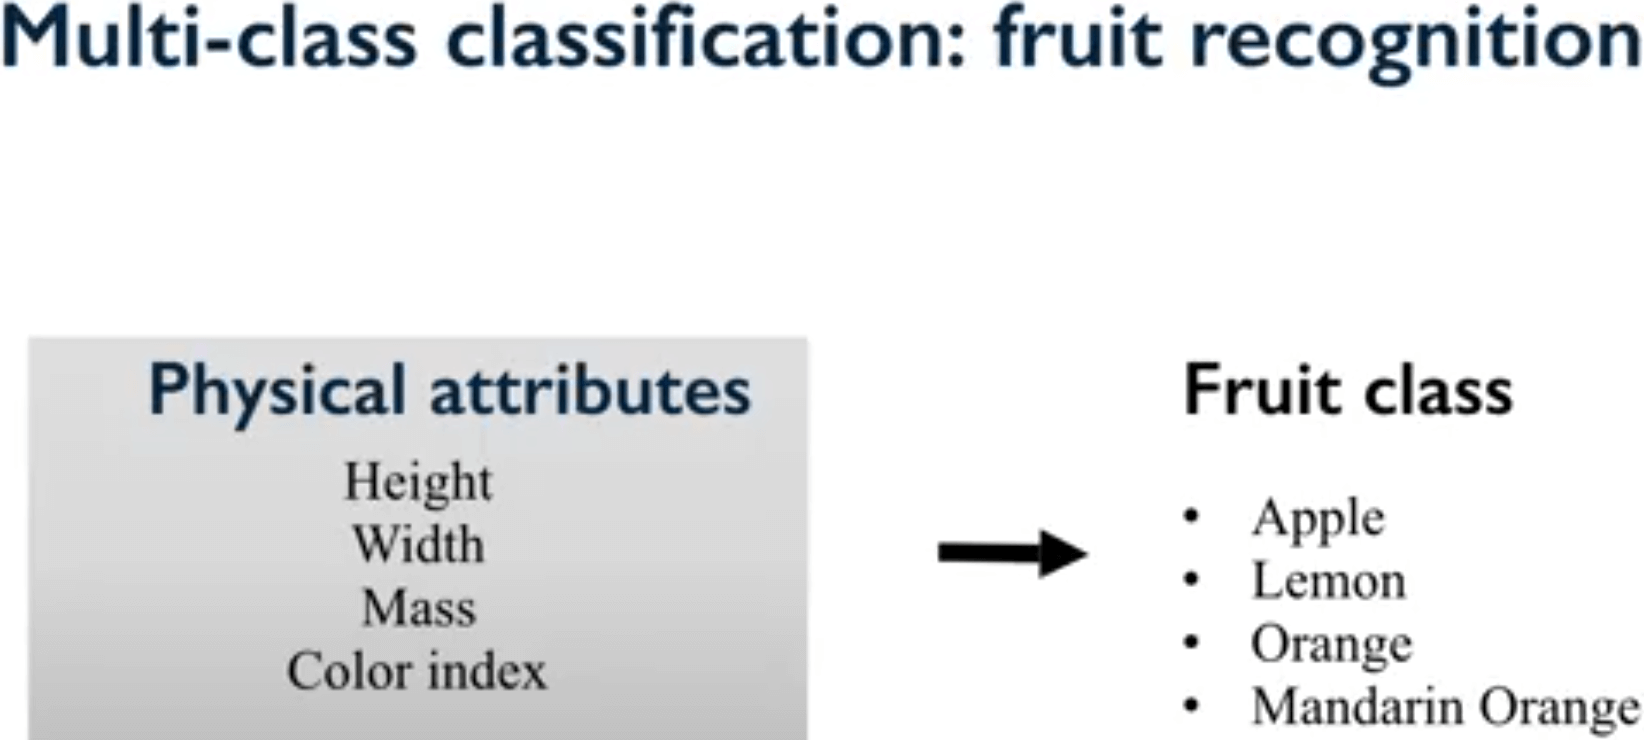 Multi-class classification: fruit recognition
Physical attributes
Height
Width
Mass
Color index
Fruit class
• Apple
• Lemon
• Orange
• Mandarin Orange